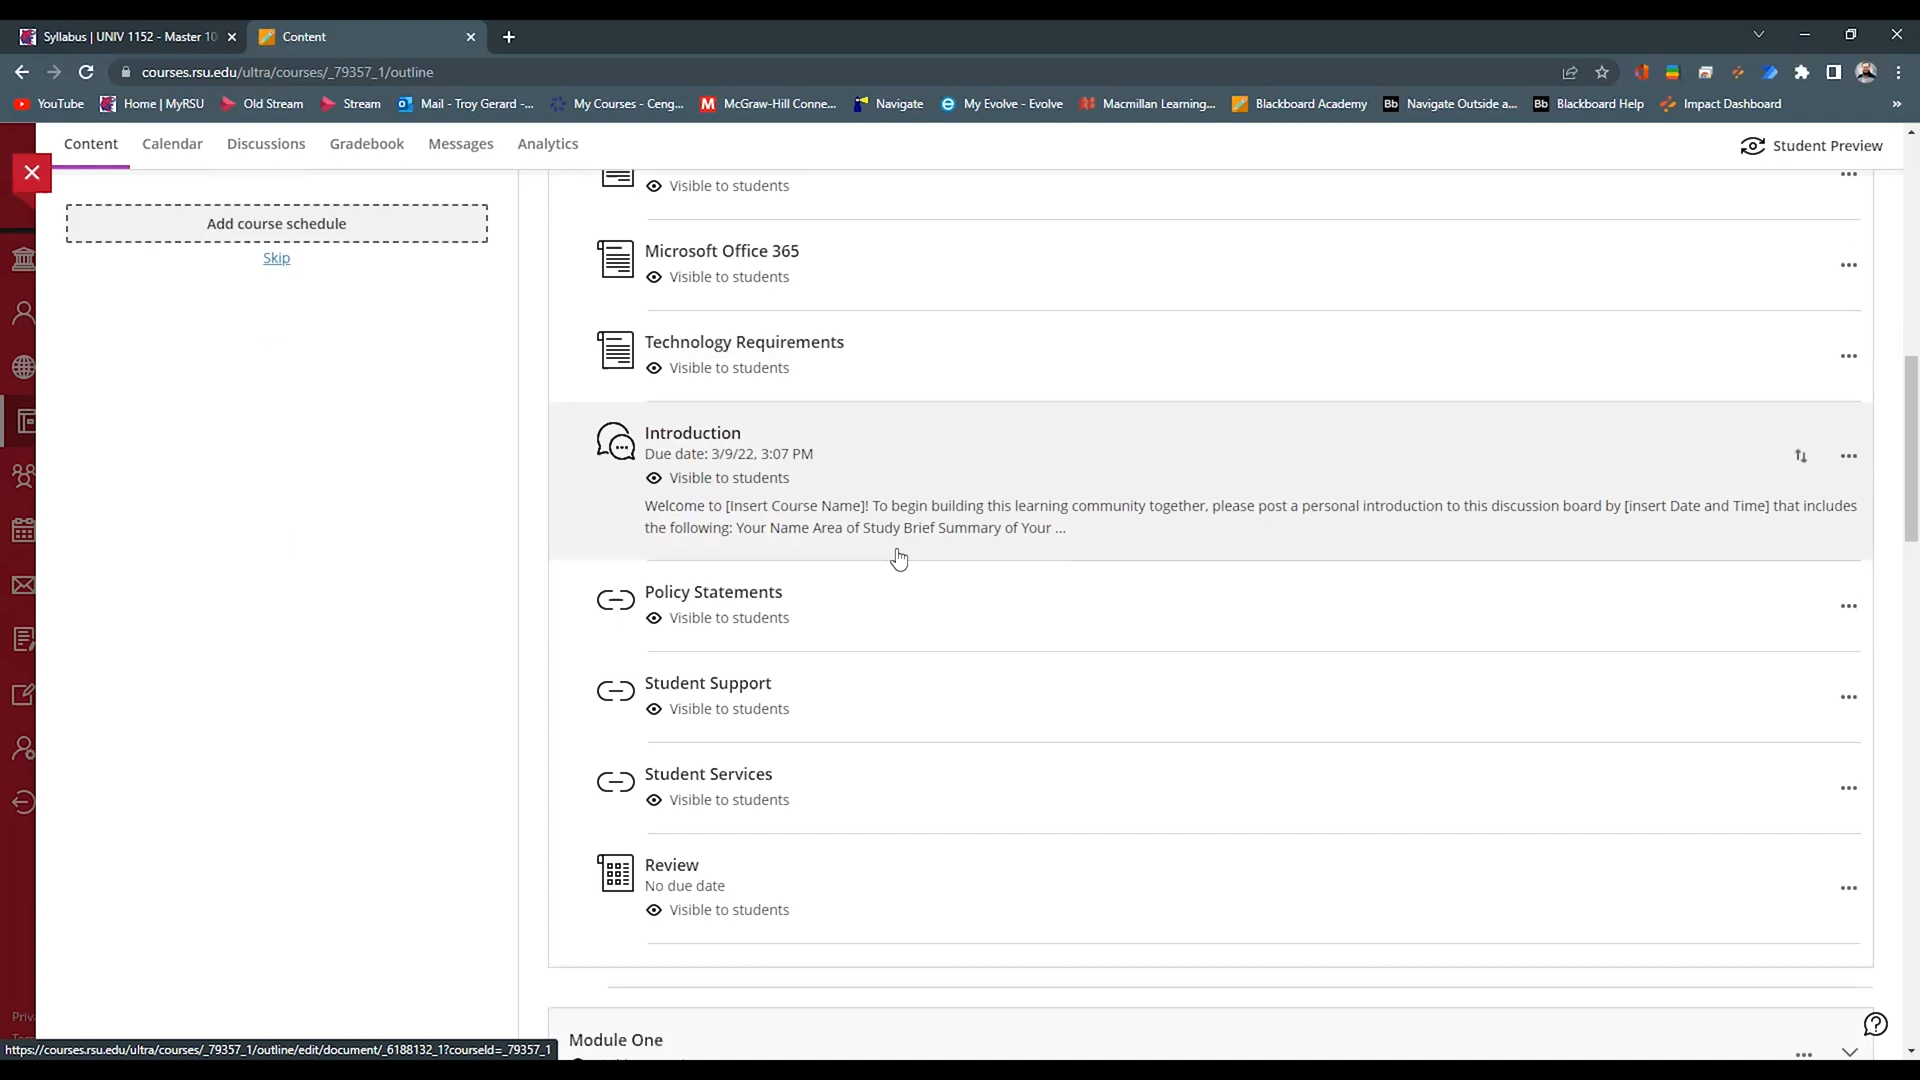 Syllabus | UNIV 1152 - Master 10
Content
courses.rsu.edu/ultra/courses/_79357_1/outline
YouTube
Home | MyRSU
Old Stream
Stream
Mail - Troy Gerard -...
My Courses - Ceng...
McGraw-Hill Conne...
Navigate
My Evolve - Evolve
Macmillan Learning...
Blackboard Academy
Bb Navigate Outside a...
Bb Blackboard Help
Impact Dashboard
Content
Calendar
Discussions
Gradebook
Messages
Analytics
Student Preview
Add course schedule
Skip
Visible to students
Microsoft Office 365
Visible to students
Technology Requirements
Visible to students
Introduction
Due date: 3/9/22, 3:07 PM
Visible to students
Welcome to [Insert Course Name]! To begin building this learning community together, please post a personal introduction to this discussion board by [insert Date and Time] that includes
the following: Your Name Area of Study Brief Summary of Your ...
Policy Statements
Visible to students
Student Support
Visible to students
Student Services
Visible to students
Review
No due date
Visible to students
Module One
Priv
https://courses.rsu.edu/ultra/courses/_79357_1/outline/edit/document/_6188132_1?courseId=_79357_1